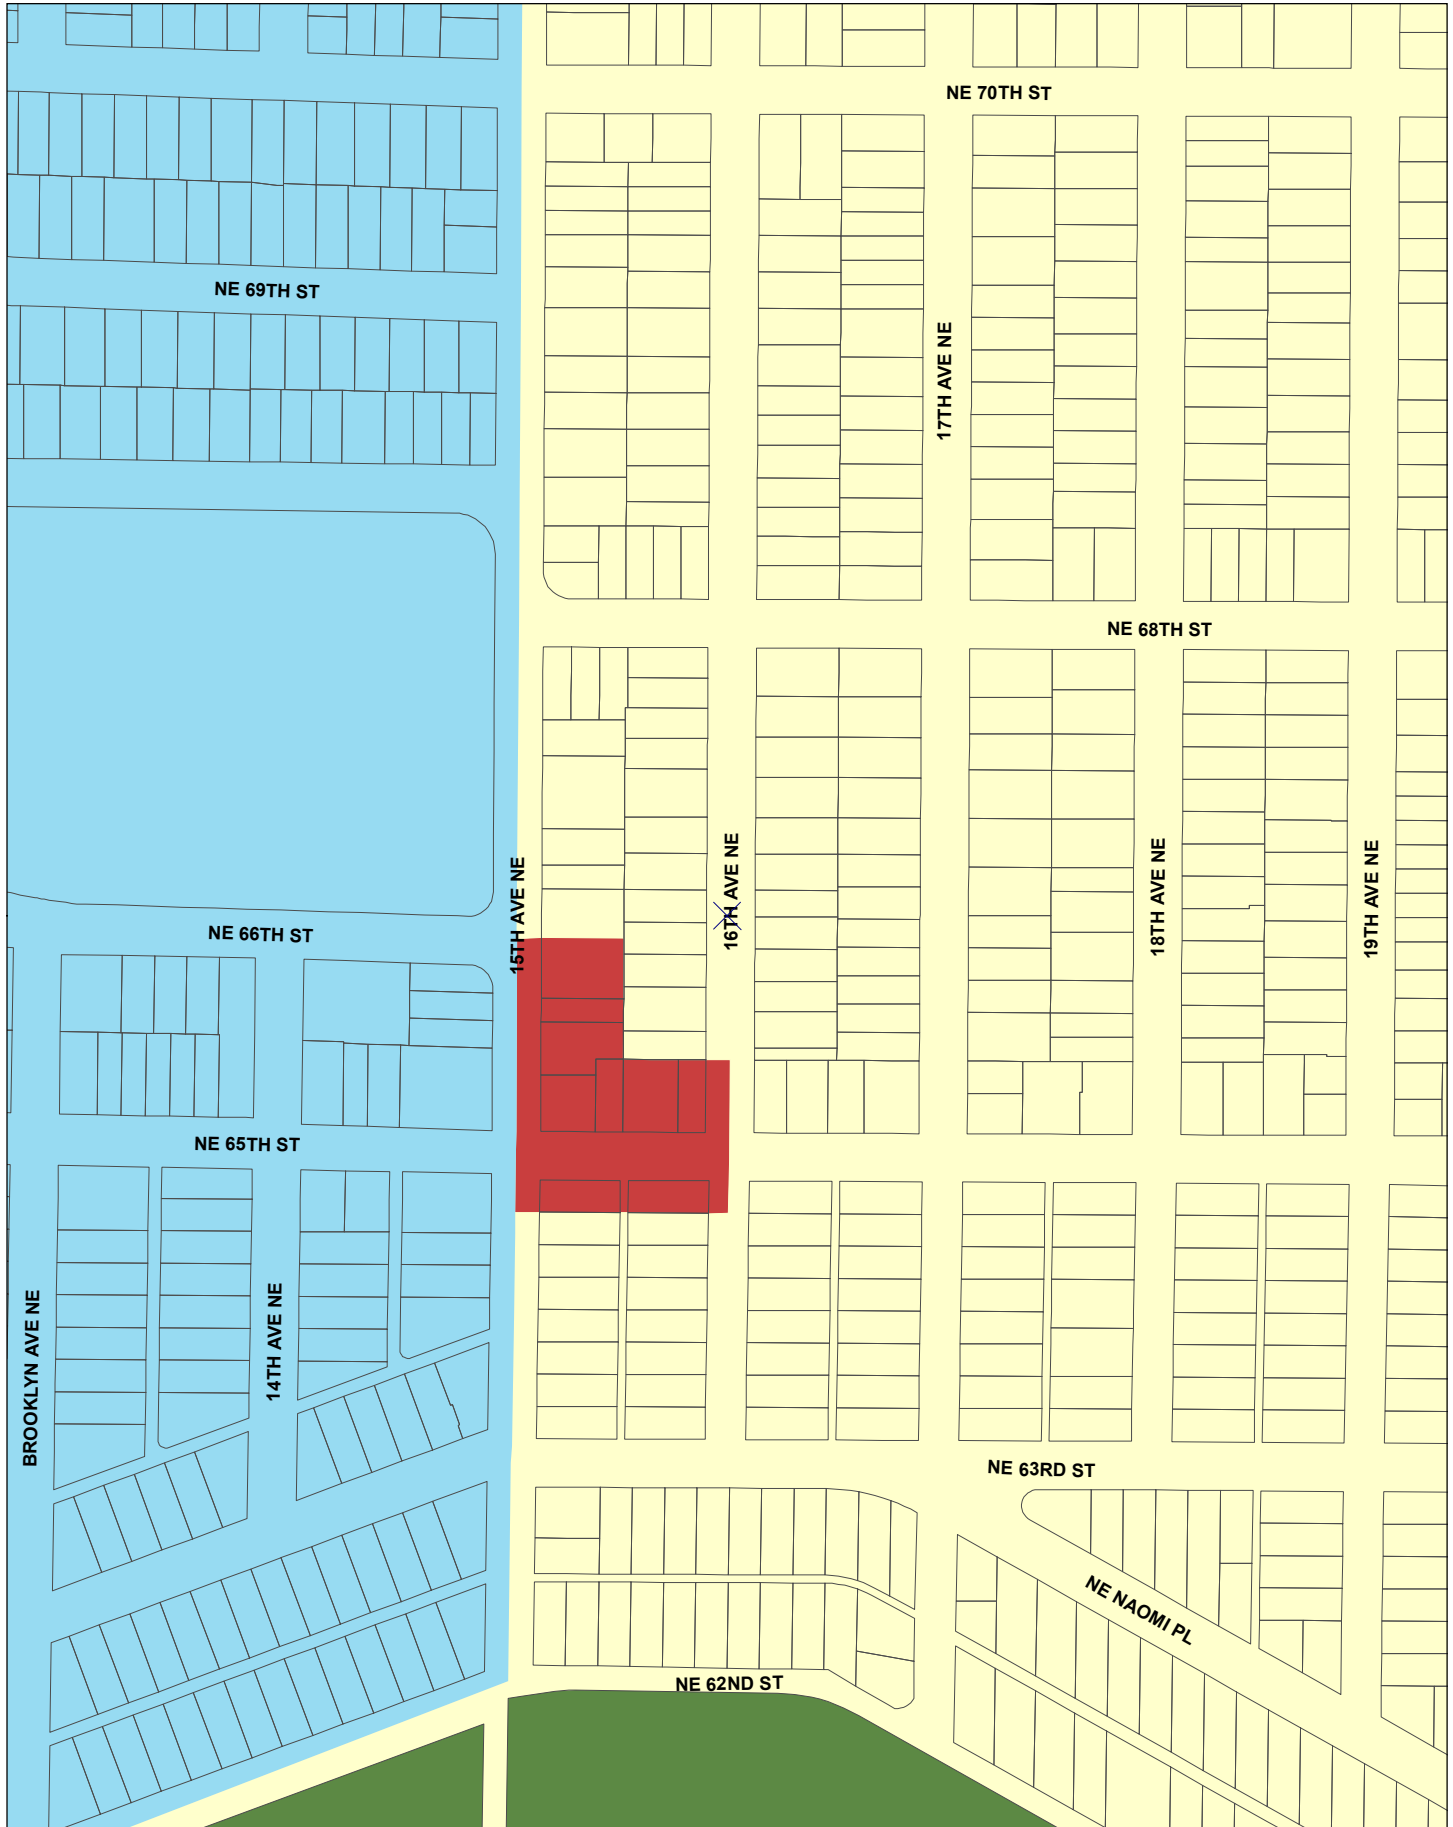 NE 70TH ST
NE 69TH ST
17TH AVE NE
NE 68TH ST
15TH AVE NE
16TH AVE NE
18TH AVE NE
19TH AVE NE
NE 66TH ST
NE 65TH ST
BROOKLYN AVE NE
14TH AVE NE
NE 63RD ST
NE NAOMI PL
NE 62ND ST